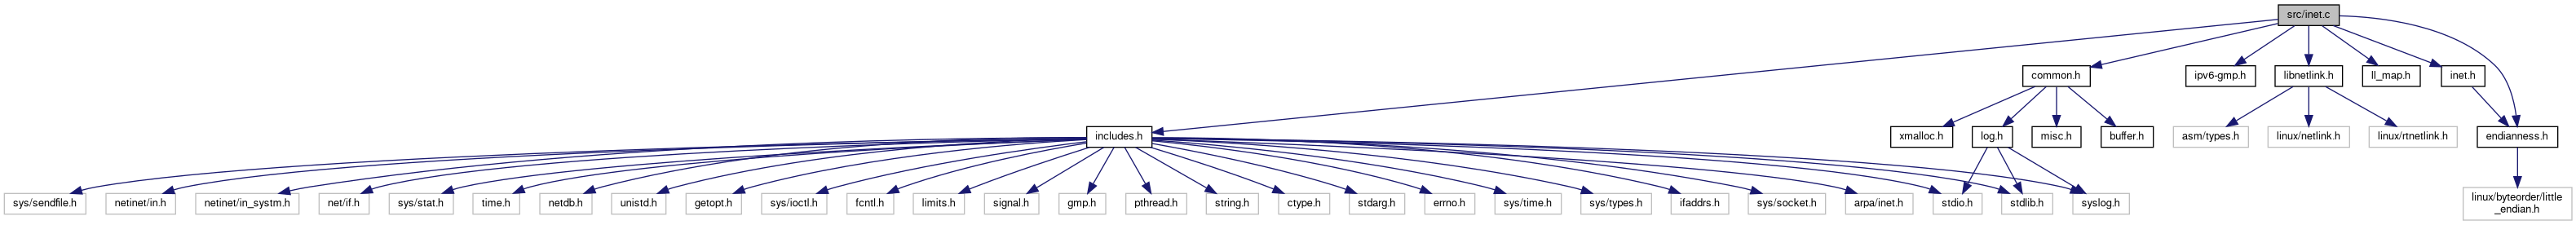 src/inet.c
common.h
ipv6-gmp.h
libnetlink.h
ll_map.h
inet.h
includes.h
xmalloc.h
log.h
misc.h
buffer.h
asm/types.h
linux/netlink.h
linux/rtnetlink.h
endianness.h
sys/sendfile.h
netinet/in.h
netinet/in_systm.h
net/if.h
sys/stat.h
time.h
netdb.h
unistd.h
getopt.h
sys/ioctl.h
fcntl.h
limits.h
signal.h
gmp.h
pthread.h
string.h
ctype.h
stdarg.h
errno.h
sys/time.h
sys/types.h
ifaddrs.h
sys/socket.h
arpa/inet.h
stdio.h
stdlib.h
syslog.h
linux/byteorder/little
_endian.h